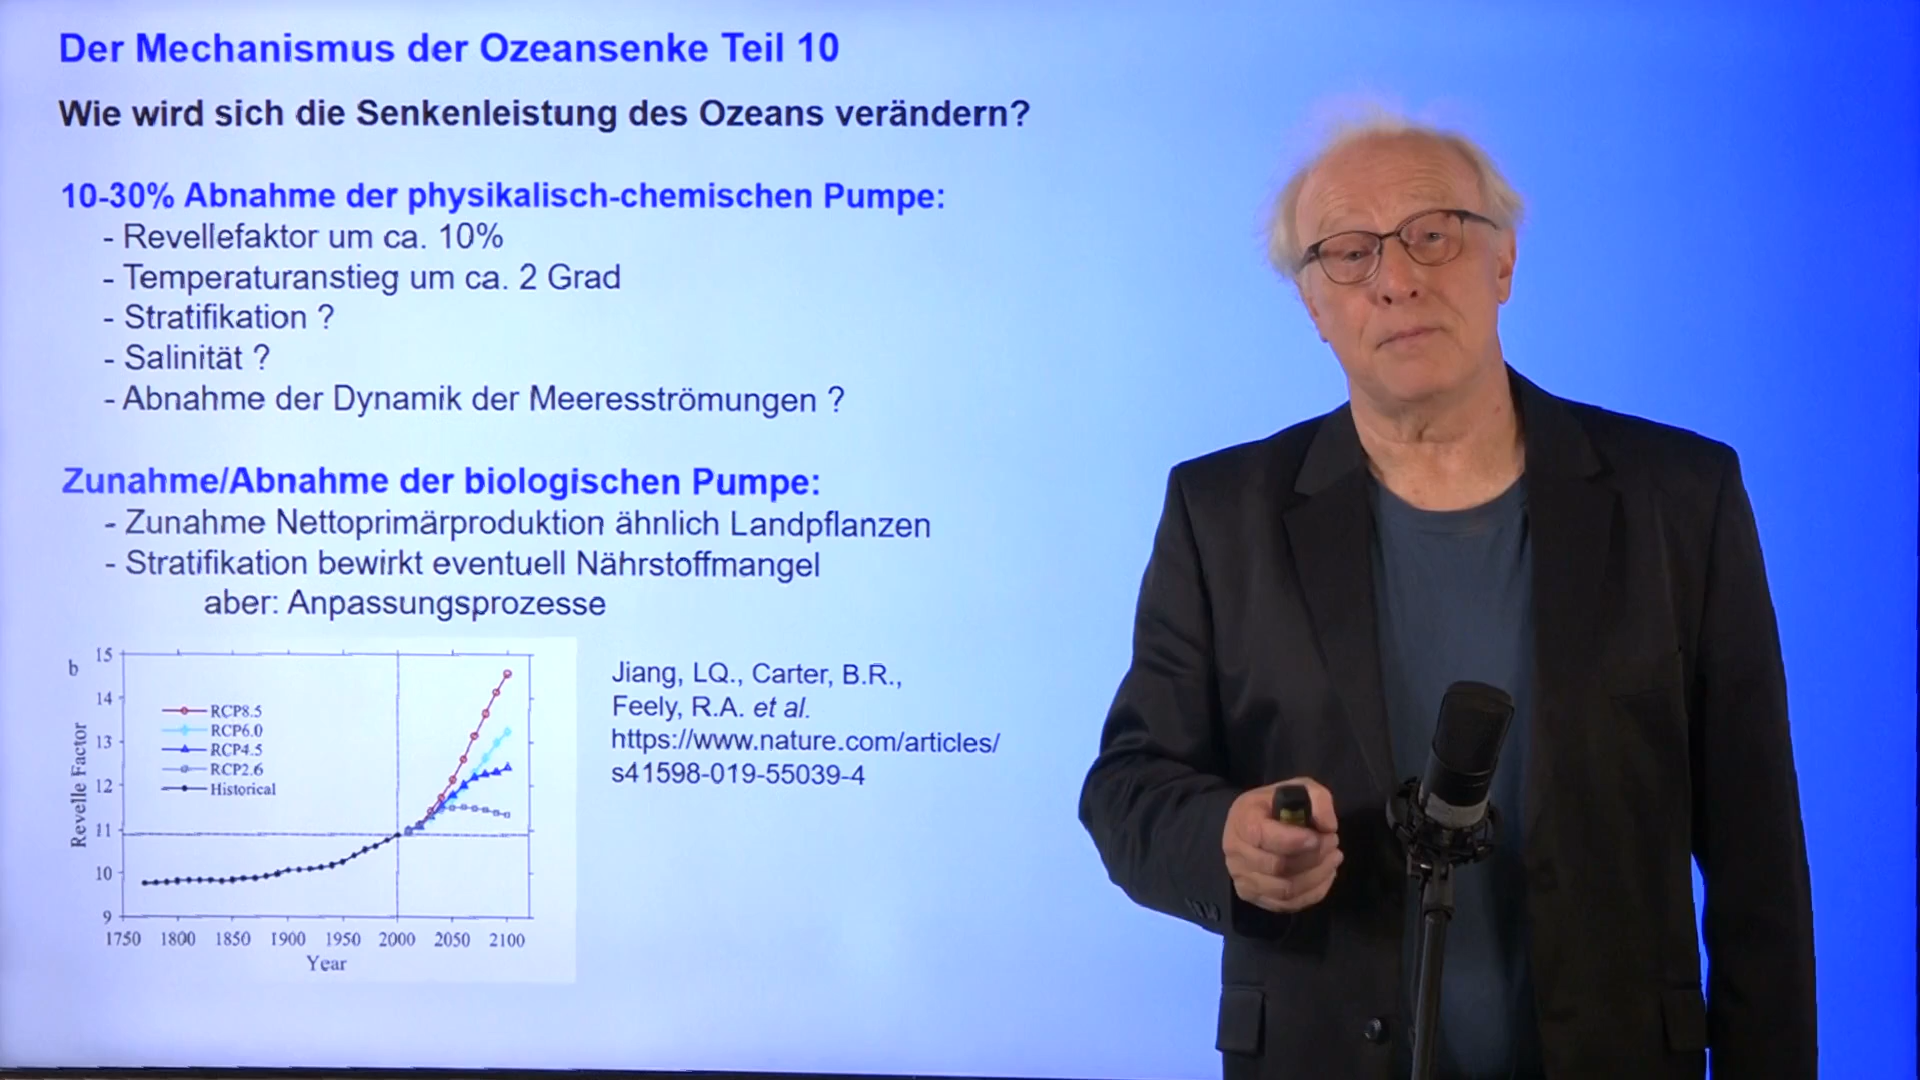 Der Mechanismus der Ozeansenke Teil 10
Wie wird sich die Senkenleistung des Ozeans verändern?
10-30% Abnahme der physikalisch-chemischen Pumpe:
- Revellefaktor um ca. 10%
- Temperaturanstieg um ca. 2 Grad
- Stratifikation ?
- Salinität ?
- Abnahme der Dynamik der Meeresströmungen ?
Zunahme/Abnahme der biologischen Pumpe:
- Zunahme Nettoprimärproduktion ähnlich Landpflanzen
- Stratifikation bewirkt eventuell Nährstoffmangel
aber: Anpassungsprozesse
b
Revelle Factor
15
14
13
12
11
10
9
RCP8.5
RCP6.0
RCP4.5
RCP2.6
Historical
1750 1800 1850 1900 1950 2000 2050 2100
Year
Jiang, LQ., Carter, B.R.,
Feely, R.A. et al.
https://www.nature.com/articles/
s41598-019-55039-4